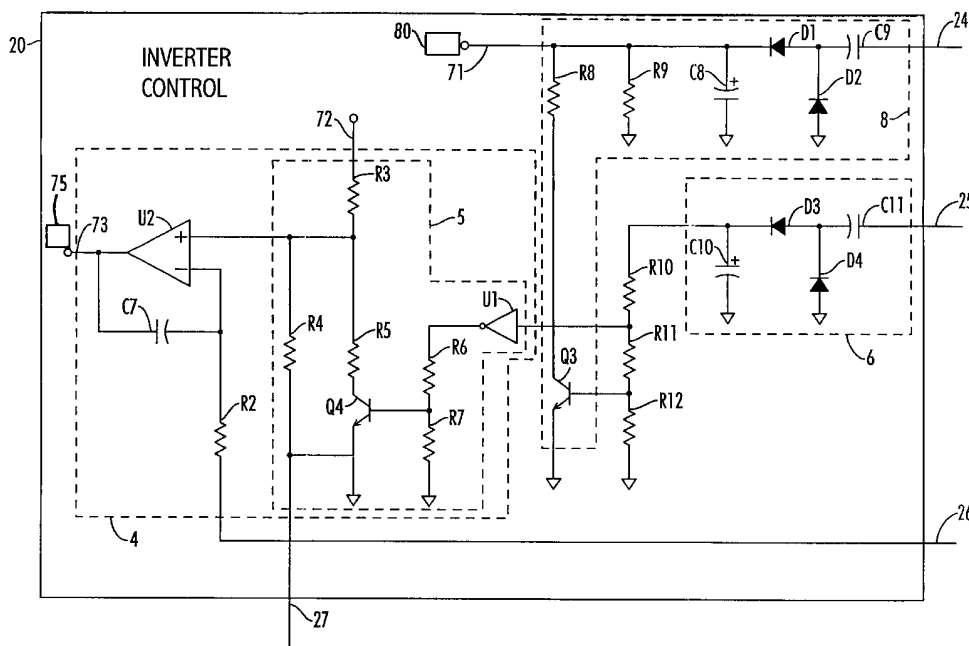 20
80
71
D1
C9
24
INVERTER
CONTROL
R8
R9
C8
+
D2
8
72
75
73
U2
R3
5
D3
C11
25
+
−
C10
+
D4
R10
C7
U1
R4
R5
R6
R11
6
Q3
Q4
R2
R7
R12
4
26
27